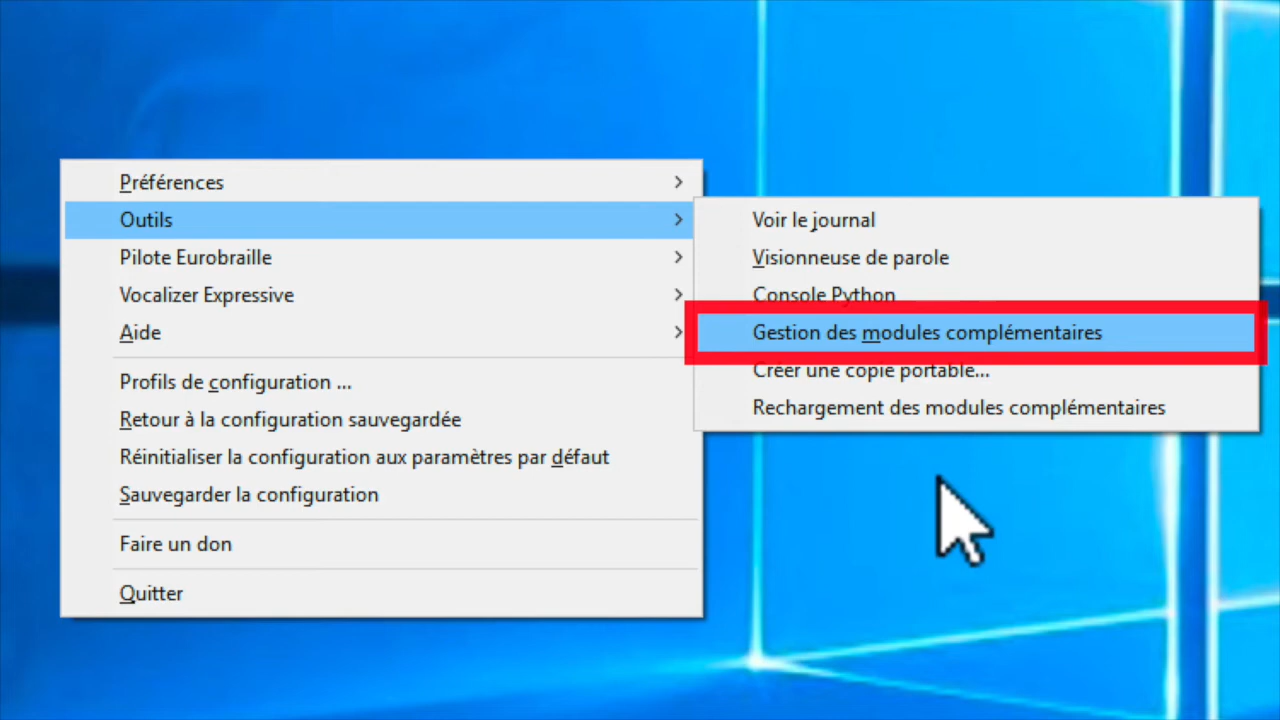 Préférences
Outils
Pilote Eurobraille
Vocalizer Expressive
Aide
Profils de configuration ...
Retour à la configuration sauvegardée
Réinitialiser la configuration aux paramètres par défaut
Sauvegarder la configuration
Faire un don
Quitter
Voir le journal
Visionneuse de parole
Console Python
Gestion des modules complémentaires
Créer une copie portable...
Rechargement des modules complémentaires